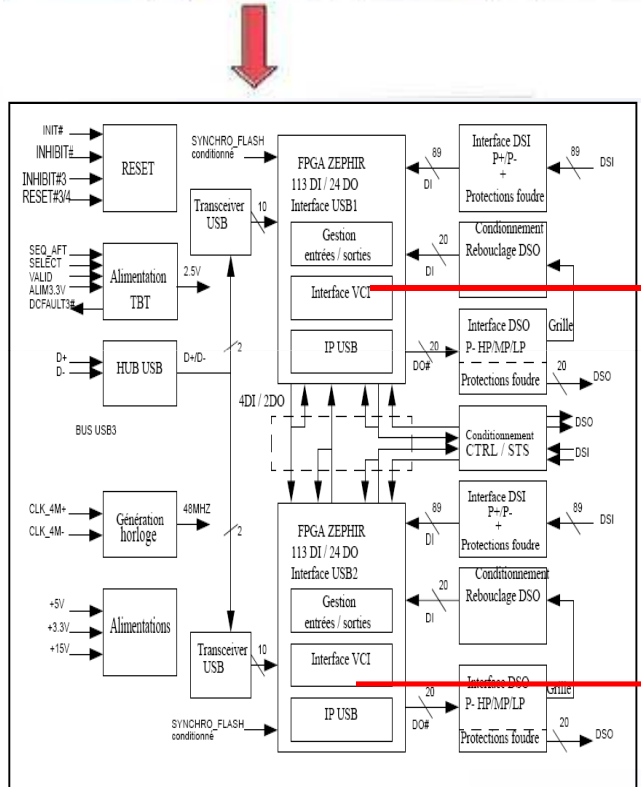 INIT#
INHIBIT#
INHIBIT#3
RESET#3/4
RESET
SEQ_AFT
SELECT
VALID
ALIM3.3V
DCFAULT3#
Alimentation
TBT
2.5V
D+
D-
HUB USB
D+/D-
2
BUS USB3
CLK_4M+
CLK_4M-
Génération
horloge
48MHZ
2
+5V
+3.3V
+15V
Alimentations
SYNCHRO_FLASH
conditionné
Transceiver
USB
10
FPGA ZEPHIR
113 DI / 24 DO
Interface USB1
Gestion
entrées / sorties
Interface VCI
IP USB
89
DI
Interface DSI
P+/P-
+
Protections foudre
89
DSI
20
DI
Condionnement
Rebouclage DSO
20
DO#
Interface DSO
P- HP/MP/LP
Protections foudre
Grille
20
DSO
4DI / 2DO
Conditionnement
CTRL / STS
DSO
DSI
Transceiver
USB
10
SYNCHRO_FLASH
conditionné
FPGA ZEPHIR
113 DI / 24 DO
Interface USB2
Gestion
entrées / sorties
Interface VCI
IP USB
89
DI
Interface DSI
P+/P-
+
Protections foudre
89
DSI
20
DI
Conditionnement
Rebouclage DSO
20
DO#
Interface DSO
P- HP/MP/LP
Protections foudre
Grille
20
DSO